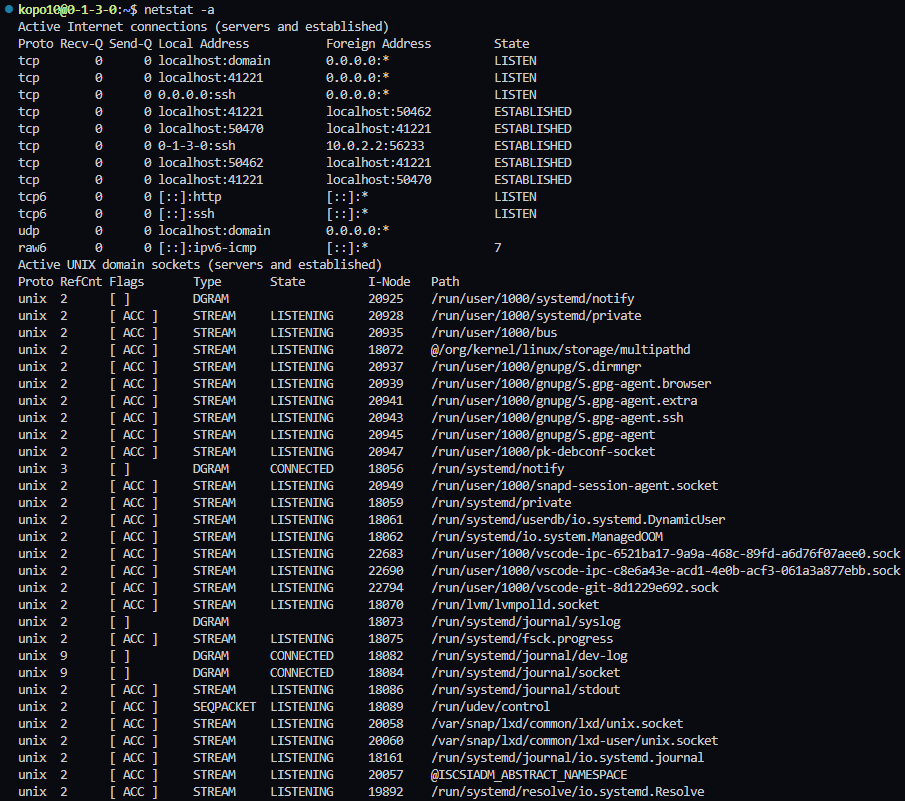 kopo10@0-1-3-0:~$ netstat -a
Active Internet connections (servers and established)
Proto Recv-Q Send-Q Local Address           Foreign Address         State
tcp        0      0 localhost:domain        0.0.0.0:*               LISTEN
tcp        0      0 localhost:41221         0.0.0.0:*               LISTEN
tcp        0      0 0.0.0.0:ssh             0.0.0.0:*               LISTEN
tcp        0      0 localhost:41221         localhost:50462         ESTABLISHED
tcp        0      0 localhost:50470         localhost:41221         ESTABLISHED
tcp        0      0 0-1-3-0:ssh             10.0.2.2:56233          ESTABLISHED
tcp        0      0 localhost:50462         localhost:41221         ESTABLISHED
tcp        0      0 localhost:41221         localhost:50470         ESTABLISHED
tcp6       0      0 [::]:http               [::]:*                  LISTEN
tcp6       0      0 [::]:ssh                [::]:*                  LISTEN
udp        0      0 localhost:domain        0.0.0.0:*
raw6       0      0 [::]:ipv6-icmp          [::]:*                  7
Active UNIX domain sockets (servers and established)
Proto RefCnt Flags       Type       State         I-Node   Path
unix  2      [ ]         DGRAM                    20925    /run/user/1000/systemd/notify
unix  2      [ ACC ]     STREAM     LISTENING     20928    /run/user/1000/systemd/private
unix  2      [ ACC ]     STREAM     LISTENING     20935    /run/user/1000/bus
unix  2      [ ACC ]     STREAM     LISTENING     18072    @/org/kernel/linux/storage/multipathd
unix  2      [ ACC ]     STREAM     LISTENING     20937    /run/user/1000/gnupg/S.dirmngr
unix  2      [ ACC ]     STREAM     LISTENING     20939    /run/user/1000/gnupg/S.gpg-agent.browser
unix  2      [ ACC ]     STREAM     LISTENING     20941    /run/user/1000/gnupg/S.gpg-agent.extra
unix  2      [ ACC ]     STREAM     LISTENING     20943    /run/user/1000/gnupg/S.gpg-agent.ssh
unix  2      [ ACC ]     STREAM     LISTENING     20945    /run/user/1000/gnupg/S.gpg-agent
unix  2      [ ACC ]     STREAM     LISTENING     20947    /run/user/1000/pk-debconf-socket
unix  3      [ ]         DGRAM      CONNECTED     18056    /run/systemd/notify
unix  2      [ ACC ]     STREAM     LISTENING     20949    /run/user/1000/snapd-session-agent.socket
unix  2      [ ACC ]     STREAM     LISTENING     18059    /run/systemd/private
unix  2      [ ACC ]     STREAM     LISTENING     18061    /run/systemd/userdb/io.systemd.DynamicUser
unix  2      [ ACC ]     STREAM     LISTENING     18062    /run/systemd/io.system.ManagedOOM
unix  2      [ ACC ]     STREAM     LISTENING     22683    /run/user/1000/vscode-ipc-6521ba17-9a9a-468c-89fd-a6d76f07aee0.sock
unix  2      [ ACC ]     STREAM     LISTENING     22690    /run/user/1000/vscode-ipc-c8e6a43e-acd1-4e0b-acf3-061a3a877ebb.sock
unix  2      [ ACC ]     STREAM     LISTENING     22794    /run/user/1000/vscode-git-8d1229e692.sock
unix  2      [ ACC ]     STREAM     LISTENING     18070    /run/lvm/lvmpolld.socket
unix  2      [ ]         DGRAM                    18073    /run/systemd/journal/syslog
unix  2      [ ACC ]     STREAM     LISTENING     18075    /run/systemd/fsck.progress
unix  9      [ ]         DGRAM      CONNECTED     18082    /run/systemd/journal/dev-log
unix  9      [ ]         DGRAM      CONNECTED     18084    /run/systemd/journal/socket
unix  2      [ ACC ]     STREAM     LISTENING     18086    /run/systemd/journal/stdout
unix  2      [ ACC ]     SEQPACKET  LISTENING     18089    /run/udev/control
unix  2      [ ACC ]     STREAM     LISTENING     20058    /var/snap/lxd/common/lxd/unix.socket
unix  2      [ ACC ]     STREAM     LISTENING     20060    /var/snap/lxd/common/lxd-user/unix.socket
unix  2      [ ACC ]     STREAM     LISTENING     18161    /run/systemd/journal/io.systemd.journal
unix  2      [ ACC ]     STREAM     LISTENING     20057    @ISCSIADM_ABSTRACT_NAMESPACE
unix  2      [ ACC ]     STREAM     LISTENING     19892    /run/systemd/resolve/io.systemd.Resolve